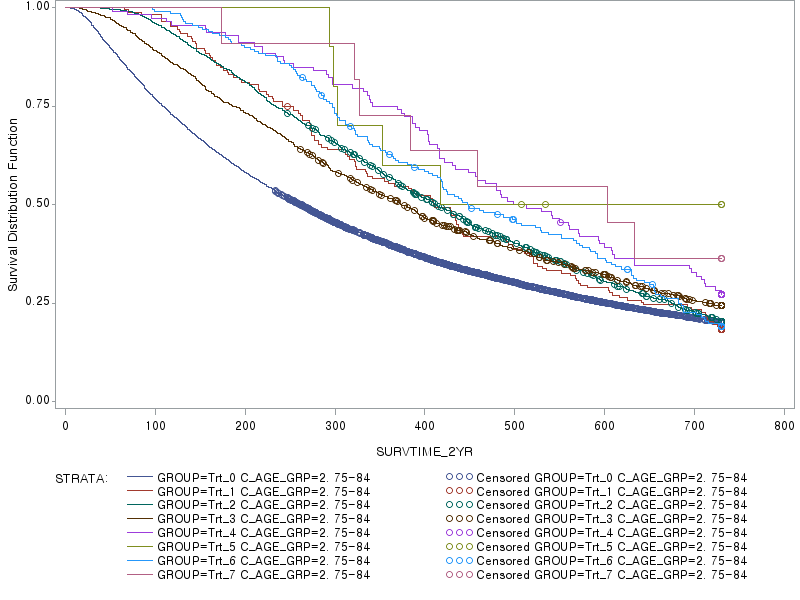 1.00
0.75
0.50
0.25
0.00
Survival Distribution Function
0 100 200 300 400 500 600 700 800
SURVTIME_2YR
STRATA: GROUP=Trt_0 C_AGE_GRP=2. 75-84 Censored GROUP=Trt_0 C_AGE_GRP=2. 75-84
GROUP=Trt_1 C_AGE_GRP=2. 75-84 Censored GROUP=Trt_1 C_AGE_GRP=2. 75-84
GROUP=Trt_2 C_AGE_GRP=2. 75-84 Censored GROUP=Trt_2 C_AGE_GRP=2. 75-84
GROUP=Trt_3 C_AGE_GRP=2. 75-84 Censored GROUP=Trt_3 C_AGE_GRP=2. 75-84
GROUP=Trt_4 C_AGE_GRP=2. 75-84 Censored GROUP=Trt_4 C_AGE_GRP=2. 75-84
GROUP=Trt_5 C_AGE_GRP=2. 75-84 Censored GROUP=Trt_5 C_AGE_GRP=2. 75-84
GROUP=Trt_6 C_AGE_GRP=2. 75-84 Censored GROUP=Trt_6 C_AGE_GRP=2. 75-84
GROUP=Trt_7 C_AGE_GRP=2. 75-84 Censored GROUP=Trt_7 C_AGE_GRP=2. 75-84